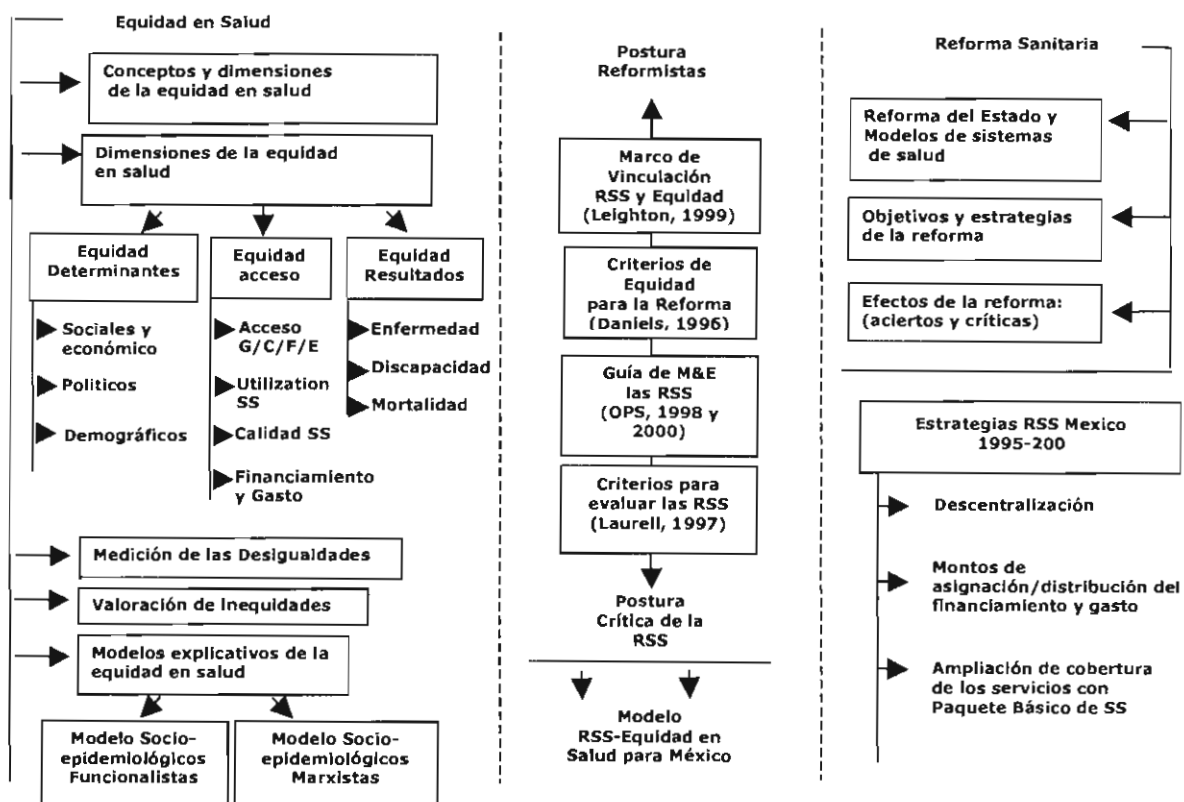 Equidad en Salud
Conceptos y dimensiones
de la equidad en salud
Dimensiones de la equidad
en salud
Equidad
Determinantes
Sociales y
económico
Politicos
Demográficos
Equidad
acceso
Acceso
G/C/F/E
Utilization
SS
Calidad SS
Financiamiento
y Gasto
Equidad
Resultados
Enfermedad
Discapacidad
Mortalidad
Medición de las Desigualdades
Valoración de Inequidades
Modelos explicativos de la
equidad en salud
Modelo Socio-
epidemiológicos
Funcionalistas
Modelo Socio-
epidemiológicos
Marxistas
Postura
Reformistas
Marco de
Vinculación
RSS y Equidad
(Leighton, 1999)
Criterios de
Equidad
para la Reforma
(Daniels, 1996)
Guía de M&E
las RSS
(OPS, 1998 y
2000)
Criterios para
evaluar las RSS
(Laurell, 1997)
Postura
Crítica de la
RSS
Modelo
RSS-Equidad en
Salud para México
Reforma Sanitaria
Reforma del Estado y
Modelos de sistemas
de salud
Objetivos y estrategias
de la reforma
Efectos de la reforma:
(aciertos y críticas)
Estrategias RSS Mexico
1995-200
Descentralización
Montos de
asignación/distribución del
financiamiento y gasto
Ampliación de cobertura
de los servicios con
Paquete Básico de SS